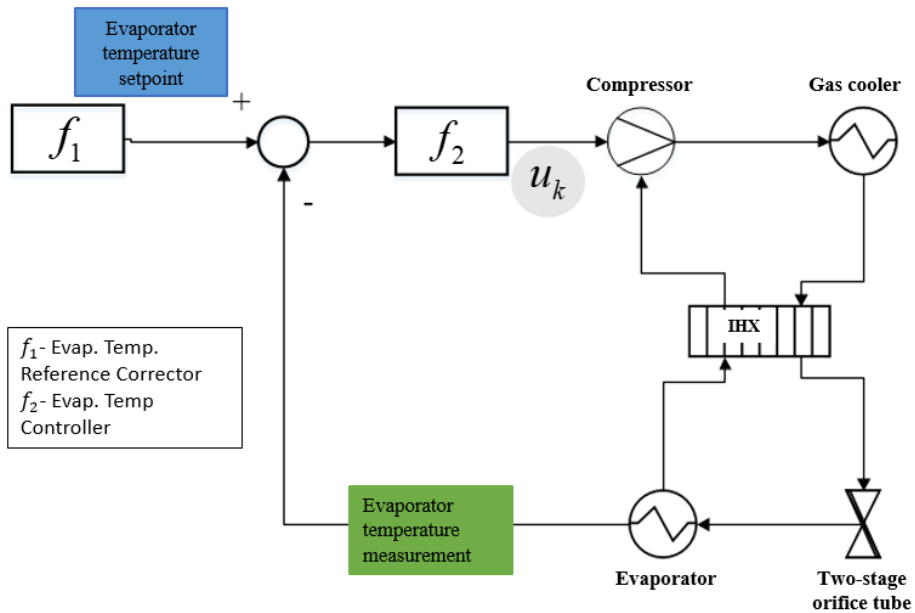 Evaporator
temperature
setpoint
Compressor
Gas cooler
+
f₁
f₂
-
uₖ
IHX
f₁- Evap. Temp.
Reference Corrector
f₂- Evap. Temp
Controller
Evaporator
temperature
measurement
Evaporator
Two-stage
orifice tube